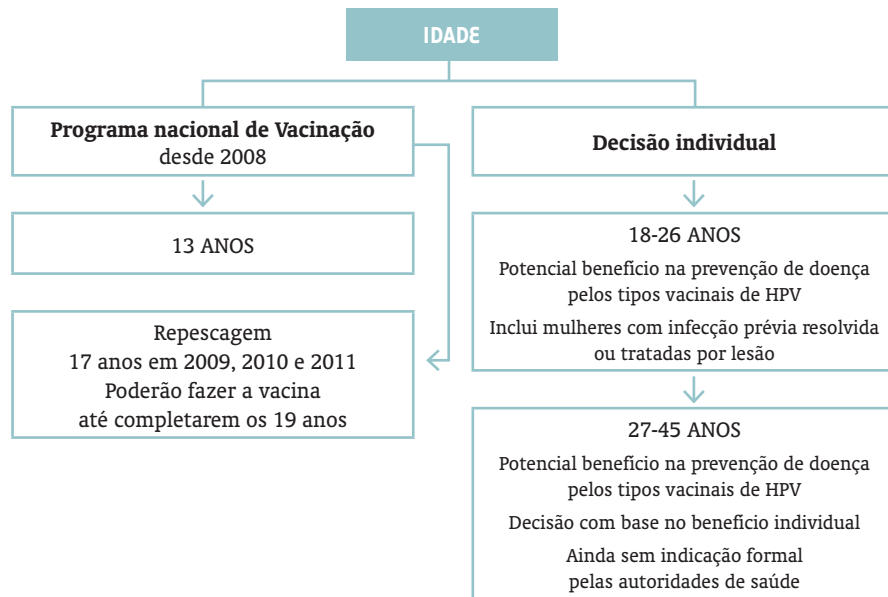 IDADE
Programa nacional de Vacinação
desde 2008
13 ANOS
Repescagem
17 anos em 2009, 2010 e 2011
Poderão fazer a vacina
até completarem os 19 anos
Decisão individual
18-26 ANOS
Potencial benefício na prevenção de doença
pelos tipos vacinais de HPV
Inclui mulheres com infecção prévia resolvida
ou tratadas por lesão
27-45 ANOS
Potencial benefício na prevenção de doença
pelos tipos vacinais de HPV
Decisão com base no benefício individual
Ainda sem indicação formal
pelas autoridades de saúde